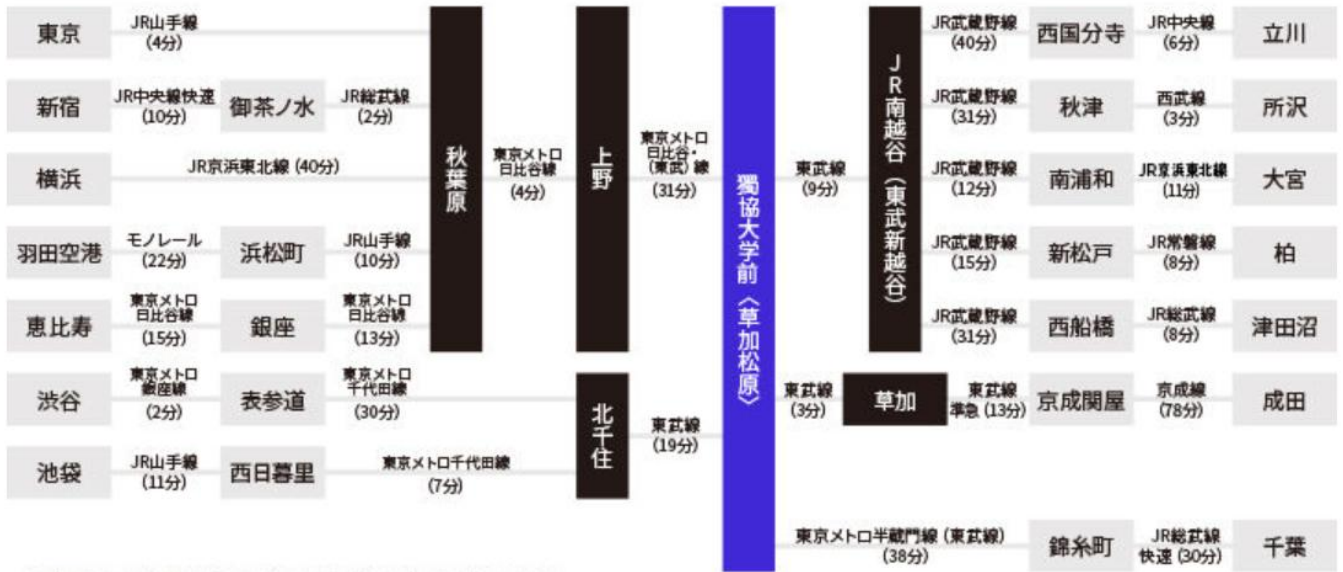 東京
JR山手線
(4分)
新宿
JR中央線快速
(10分)
御茶ノ水
JR総武線
(2分)
横浜
JR京浜東北線 (40分)
羽田空港
モノレール
(22分)
浜松町
JR山手線
(10分)
恵比寿
東京メトロ
日比谷線
(15分)
銀座
東京メトロ
日比谷線
(13分)
渋谷
東京メトロ
銀座線
(2分)
表参道
東京メトロ
千代田線
(30分)
池袋
JR山手線
(11分)
西日暮里
東京メトロ千代田線
(7分)
秋葉原
東京メトロ
日比谷線
(4分)
上野
東京メトロ
日比谷・
(東武)線
(31分)
北千住
東武線
(19分)
獨協大学前〈草加松原〉
東武線
(9分)
JR南越谷(東武新越谷)
JR武蔵野線
(40分)
西国分寺
JR中央線
(6分)
立川
JR武蔵野線
(31分)
秋津
西武線
(3分)
所沢
JR武蔵野線
(12分)
南浦和
JR京浜東北線
(11分)
大宮
JR武蔵野線
(15分)
新松戸
JR常磐線
(8分)
柏
JR武蔵野線
(31分)
西船橋
JR総武線
(8分)
津田沼
東武線
(3分)
草加
東武線
準急 (13分)
京成関屋
京成線
(78分)
成田
東京メトロ半蔵門線 (東武線)
(38分)
錦糸町
JR総武線
快速 (30分)
千葉